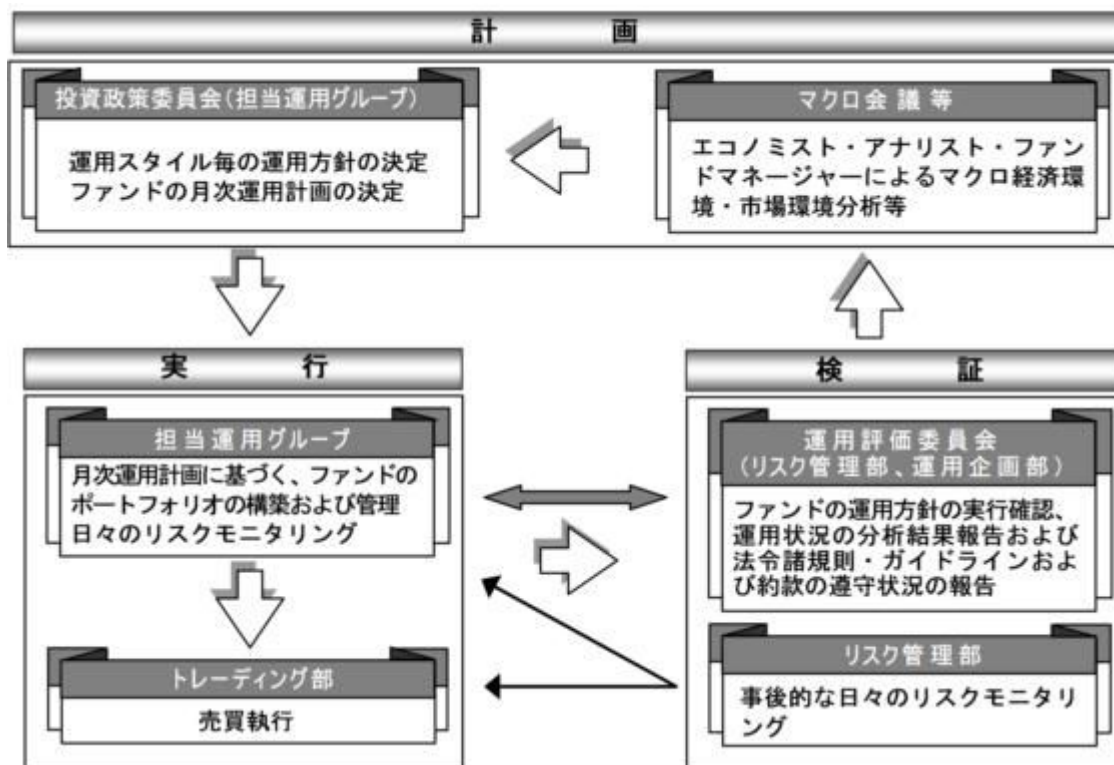 計画
投資政策委員会(担当運用グループ)
運用スタイル毎の運用方針の決定
ファンドの月次運用計画の決定
マクロ会議等
エコノミスト・アナリスト・ファン
ドマネージャーによるマクロ経済環
境・市場環境分析等
実行
担当運用グループ
月次運用計画に基づく、ファンドの
ポートフォリオの構築および管理
日々のリスクモニタリング
トレーディング部
売買執行
検証
運用評価委員会
(リスク管理部、運用企画部)
ファンドの運用方針の実行確認、
運用状況の分析結果報告および
法令諸規則・ガイドラインおよ
び約款の遵守状況の報告
リスク管理部
事後的な日々のリスクモニタリ
ング